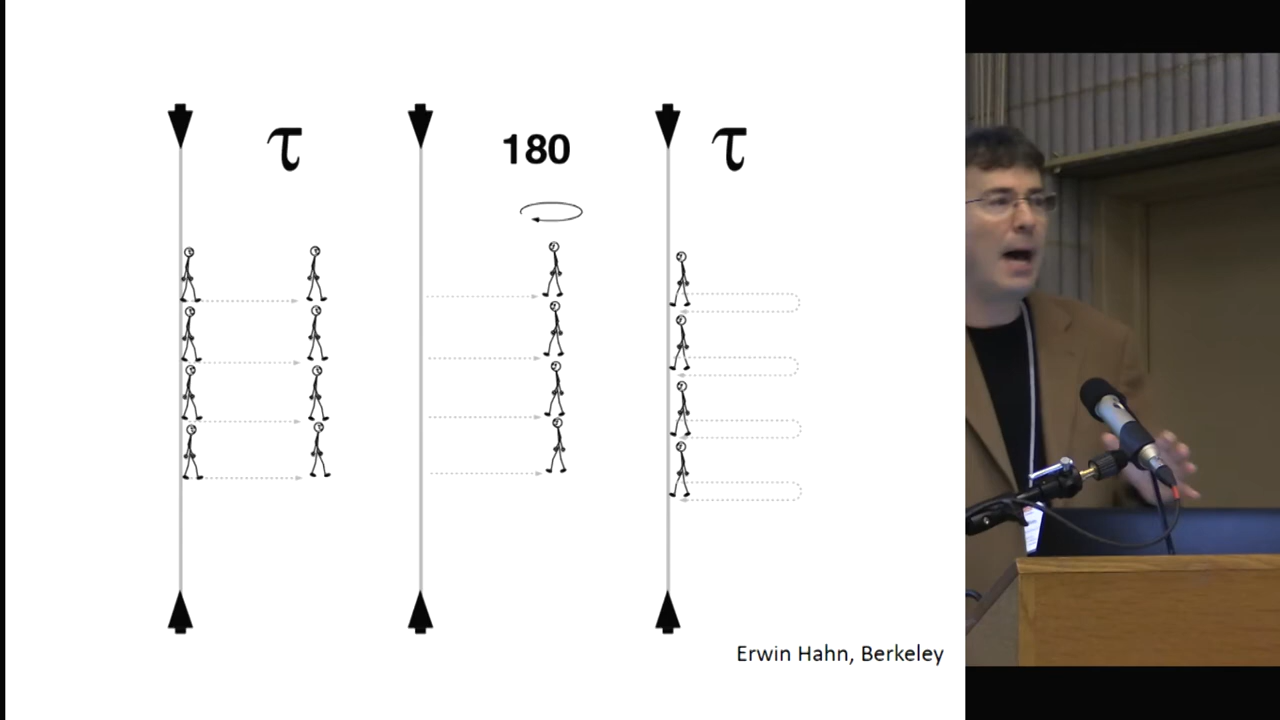 τ
180
τ
Erwin Hahn, Berkeley